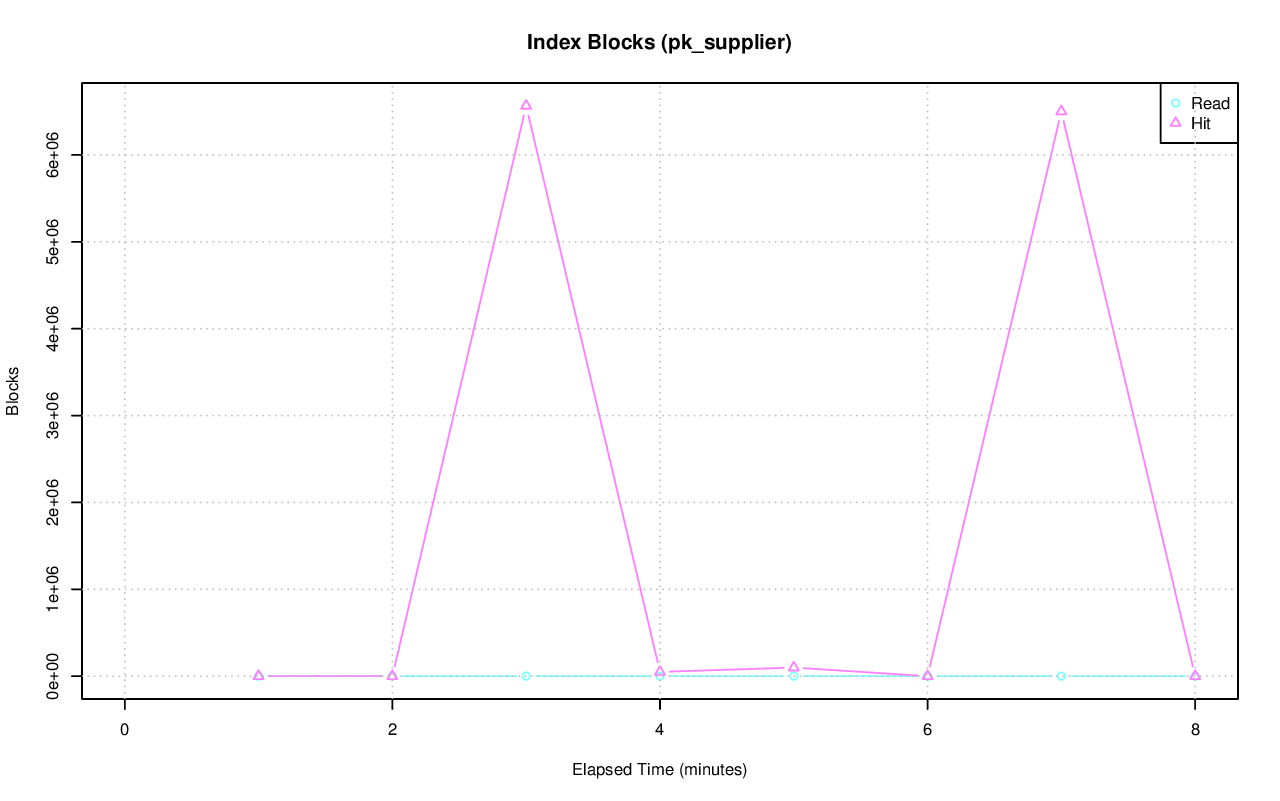 Index Blocks (pk_supplier)
Read
Hit
6e+06
5e+06
4e+06
3e+06
2e+06
1e+06
0e+00
Blocks
0 2 4 6 8
Elapsed Time (minutes)